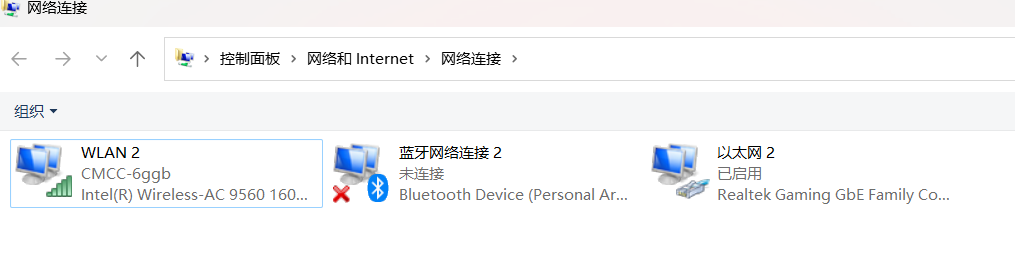 网络连接
控制面板 › 网络和 Internet › 网络连接 ›
组织
WLAN 2
CMCC-6ggb
Intel(R) Wireless-AC 9560 160...
蓝牙网络连接 2
未连接
Bluetooth Device (Personal Ar...
以太网 2
已启用
Realtek Gaming GbE Family Co...